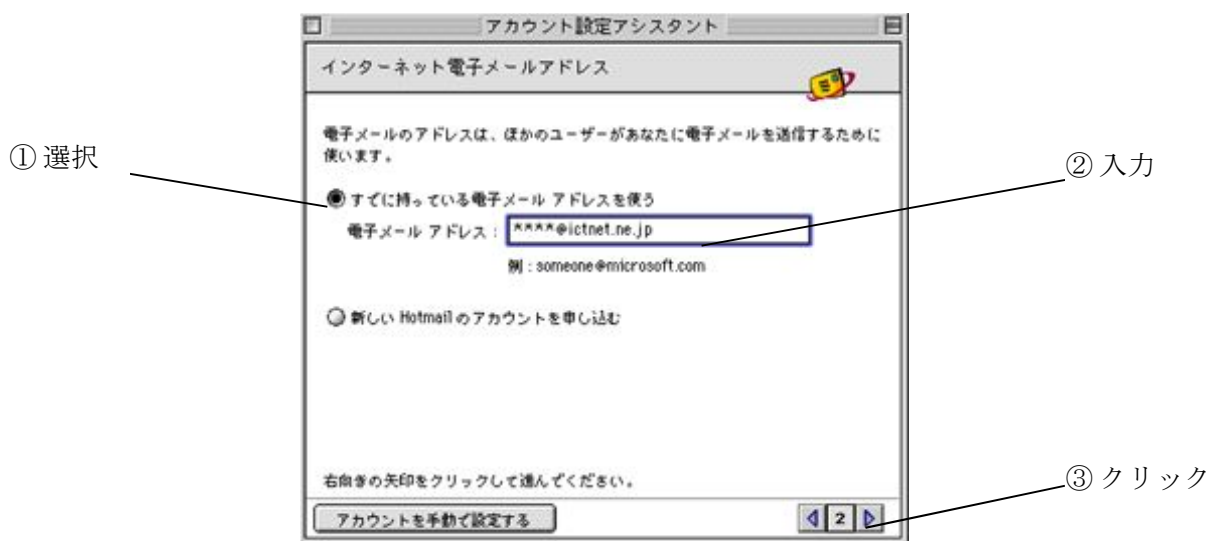 アカウント設定アシスタント
インターネット電子メールアドレス
電子メールのアドレスは、ほかのユーザーがあなたに電子メールを送信するために
使います。
① 選択
② 入力
すでに持っている電子メール アドレスを使う
電子メール アドレス : ****@ictnet.ne.jp
例 : someone@microsoft.com
新しい Hotmail のアカウントを申し込む
右向きの矢印をクリックして進んでください。
③ クリック
アカウントを手動で設定する
2